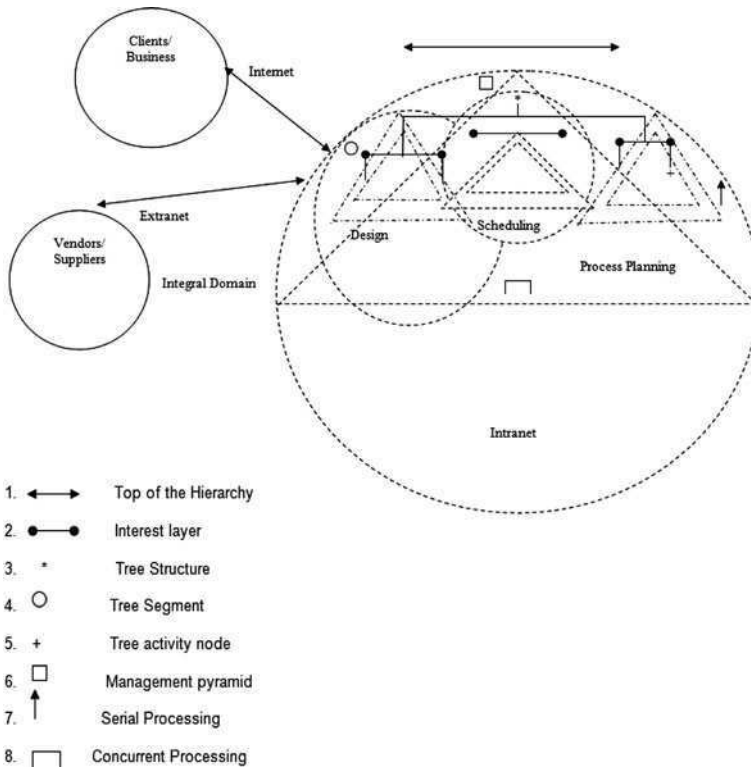 Clients/
Business
Internet
Extranet
Vendors/
Suppliers
Integral Domain
*
Design
Scheduling
+
Process Planning
Intranet
1. Top of the Hierarchy
2. Interest layer
3. * Tree Structure
4. Tree Segment
5. + Tree activity node
6. Management pyramid
7. Serial Processing
8. Concurrent Processing